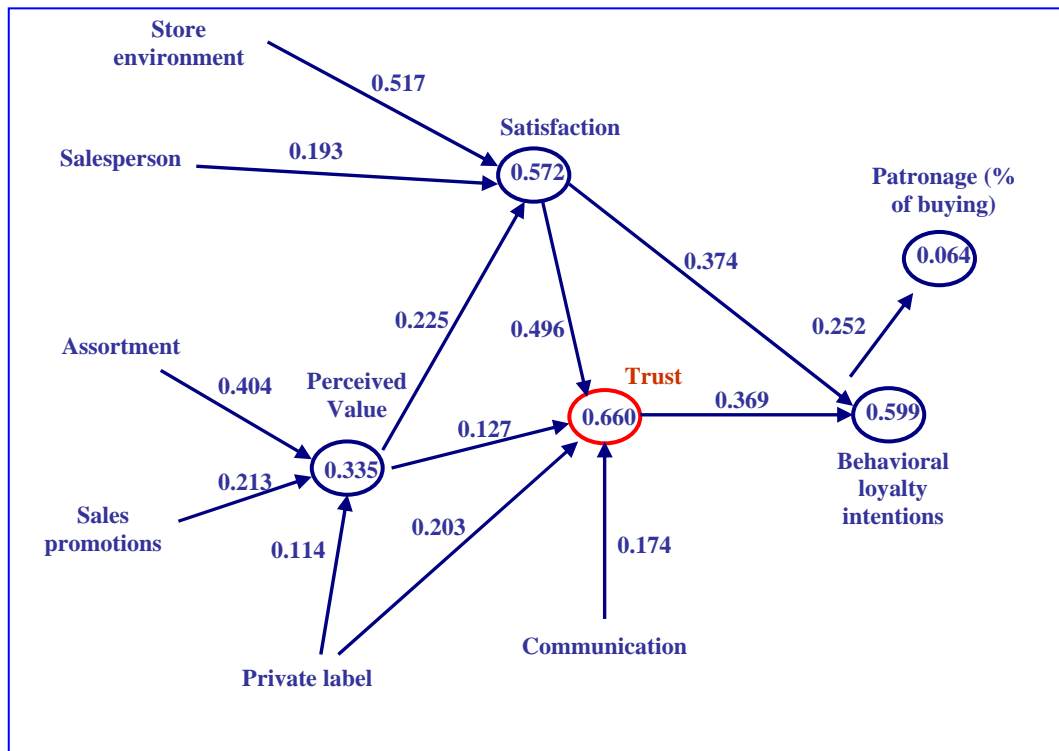 Store
environment
0.517
Satisfaction
Salesperson
0.193
0.572
Patronage (%
of buying)
0.064
0.374
0.225
0.252
0.496
Assortment
0.404
Perceived
Value
Trust
0.127
0.660
0.369
0.599
0.335
0.213
Behavioral
loyalty
intentions
Sales
promotions
0.203
0.114
0.174
Communication
Private label